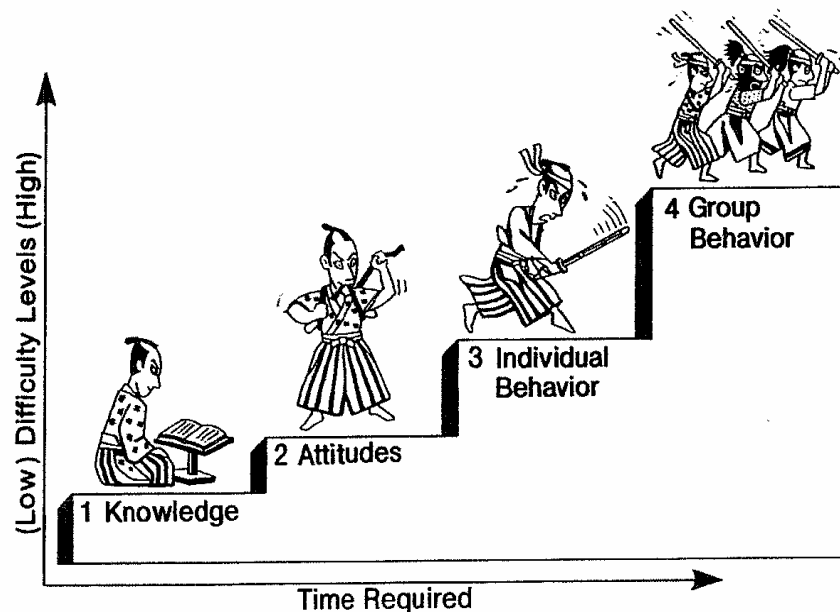 (Low) Difficulty Levels (High)
4 Group
Behavior
3 Individual
Behavior
2 Attitudes
1 Knowledge
Time Required